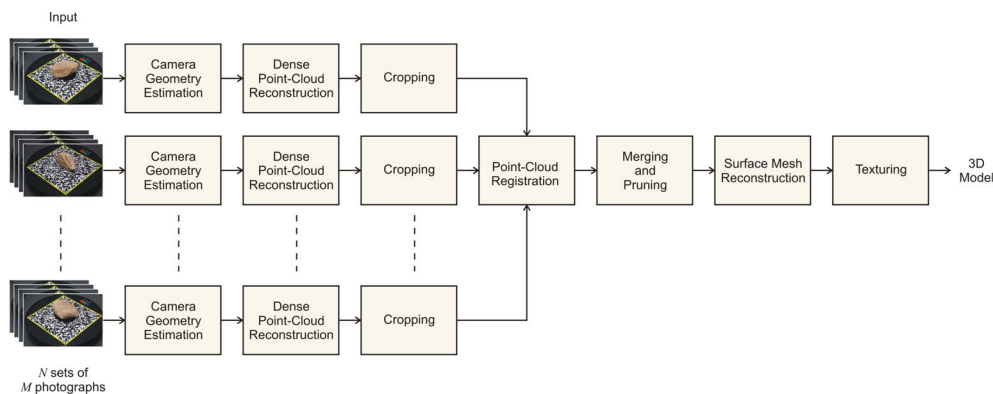 Input
Camera
Geometry
Estimation
Dense
Point-Cloud
Reconstruction
Cropping
Camera
Geometry
Estimation
Dense
Point-Cloud
Reconstruction
Cropping
Point-Cloud
Registration
Merging
and
Pruning
Surface Mesh
Reconstruction
Texturing
3D
Model
Camera
Geometry
Estimation
Dense
Point-Cloud
Reconstruction
Cropping
N sets of
M photographs